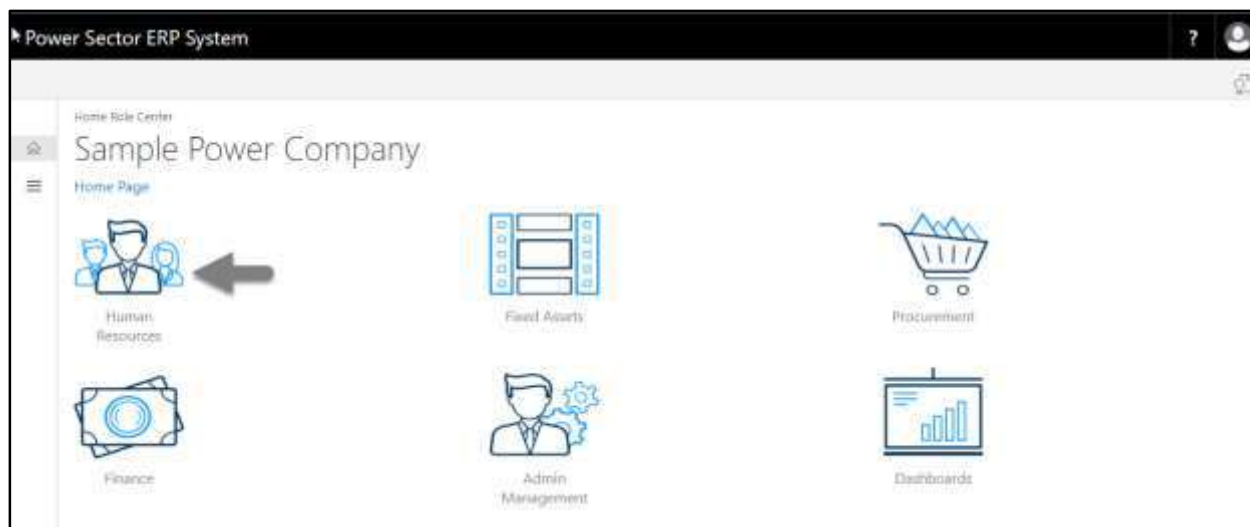 Power Sector ERP System
?
Home Role Center
Sample Power Company
Home Page
Human
Resources
Fixed Assets
Procurement
Finance
Admin
Management
Dashboards